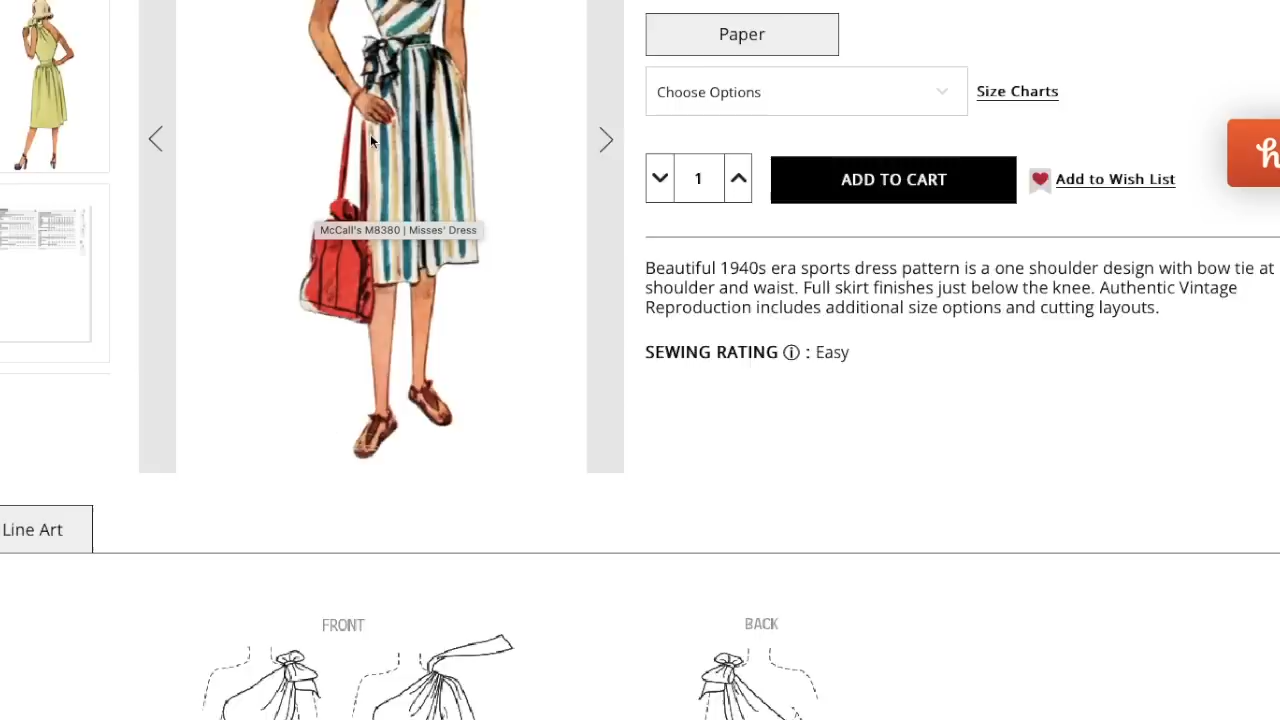 Paper
Choose Options
Size Charts
1
ADD TO CART
Add to Wish List
McCall's M8380 | Misses' Dress
Beautiful 1940s era sports dress pattern is a one shoulder design with bow tie at
shoulder and waist. Full skirt finishes just below the knee. Authentic Vintage
Reproduction includes additional size options and cutting layouts.
SEWING RATING ⓘ : Easy
Line Art
FRONT
BACK